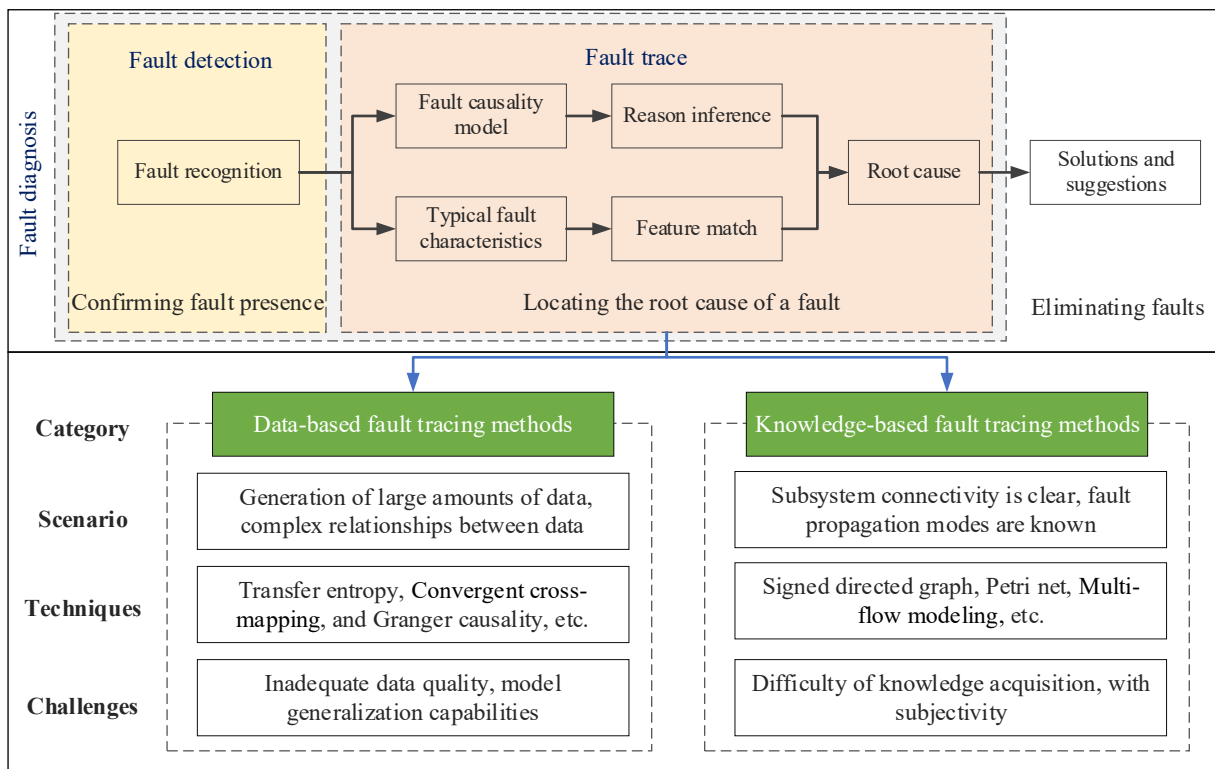 Fault diagnosis
Fault detection
Fault recognition
Confirming fault presence
Fault trace
Fault causality
model
Reason inference
Typical fault
characteristics
Feature match
Root cause
Locating the root cause of a fault
Solutions and
suggestions
Eliminating faults
Category
Data-based fault tracing methods
Knowledge-based fault tracing methods
Scenario
Generation of large amounts of data,
complex relationships between data
Subsystem connectivity is clear, fault
propagation modes are known
Techniques
Transfer entropy, Convergent cross-
mapping, and Granger causality, etc.
Signed directed graph, Petri net, Multi-
flow modeling, etc.
Challenges
Inadequate data quality, model
generalization capabilities
Difficulty of knowledge acquisition, with
subjectivity